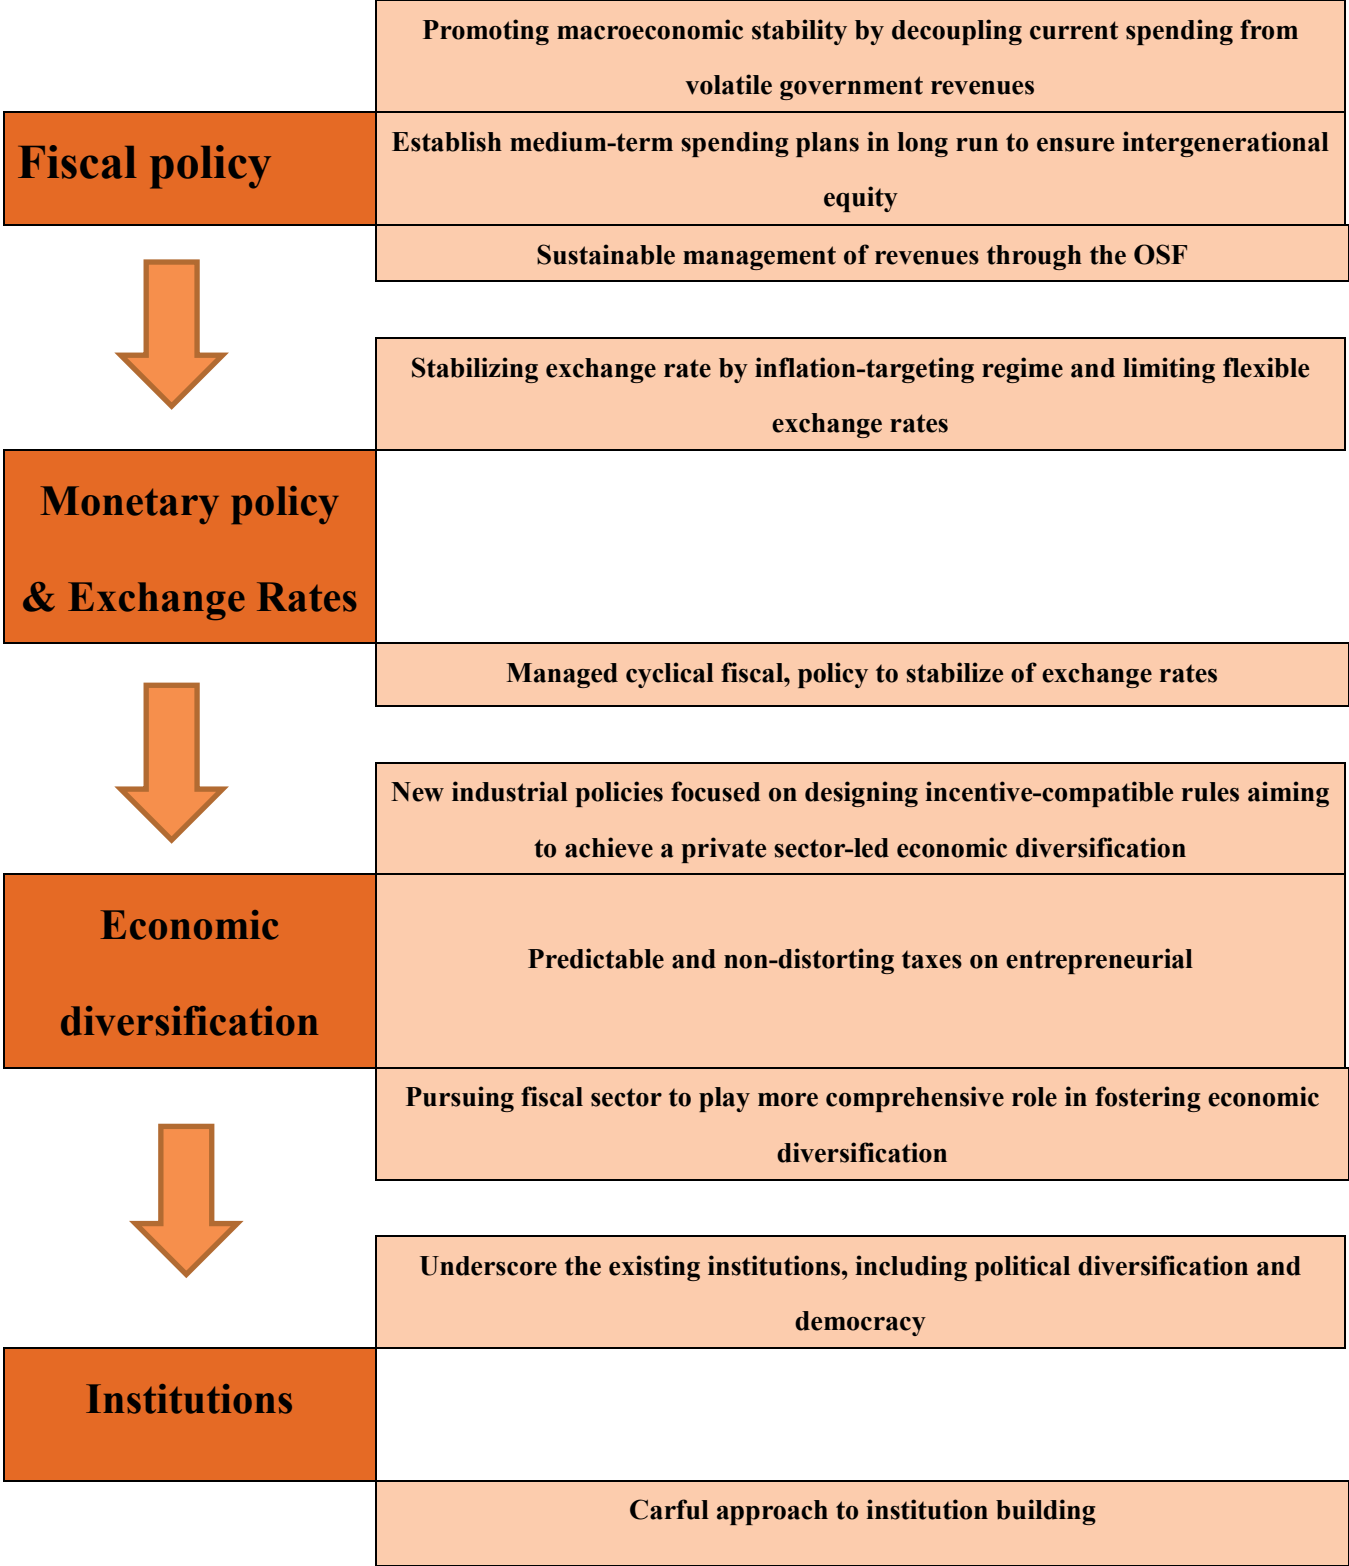 Promoting macroeconomic stability by decoupling current spending from
volatile government revenues
Fiscal policy
Establish medium-term spending plans in long run to ensure intergenerational
equity
Sustainable management of revenues through the OSF
Stabilizing exchange rate by inflation-targeting regime and limiting flexible
exchange rates
Monetary policy
& Exchange Rates
Managed cyclical fiscal, policy to stabilize of exchange rates
New industrial policies focused on designing incentive-compatible rules aiming
to achieve a private sector-led economic diversification
Economic
diversification
Predictable and non-distorting taxes on entrepreneurial
Pursuing fiscal sector to play more comprehensive role in fostering economic
diversification
Underscore the existing institutions, including political diversification and
democracy
Institutions
Carful approach to institution building